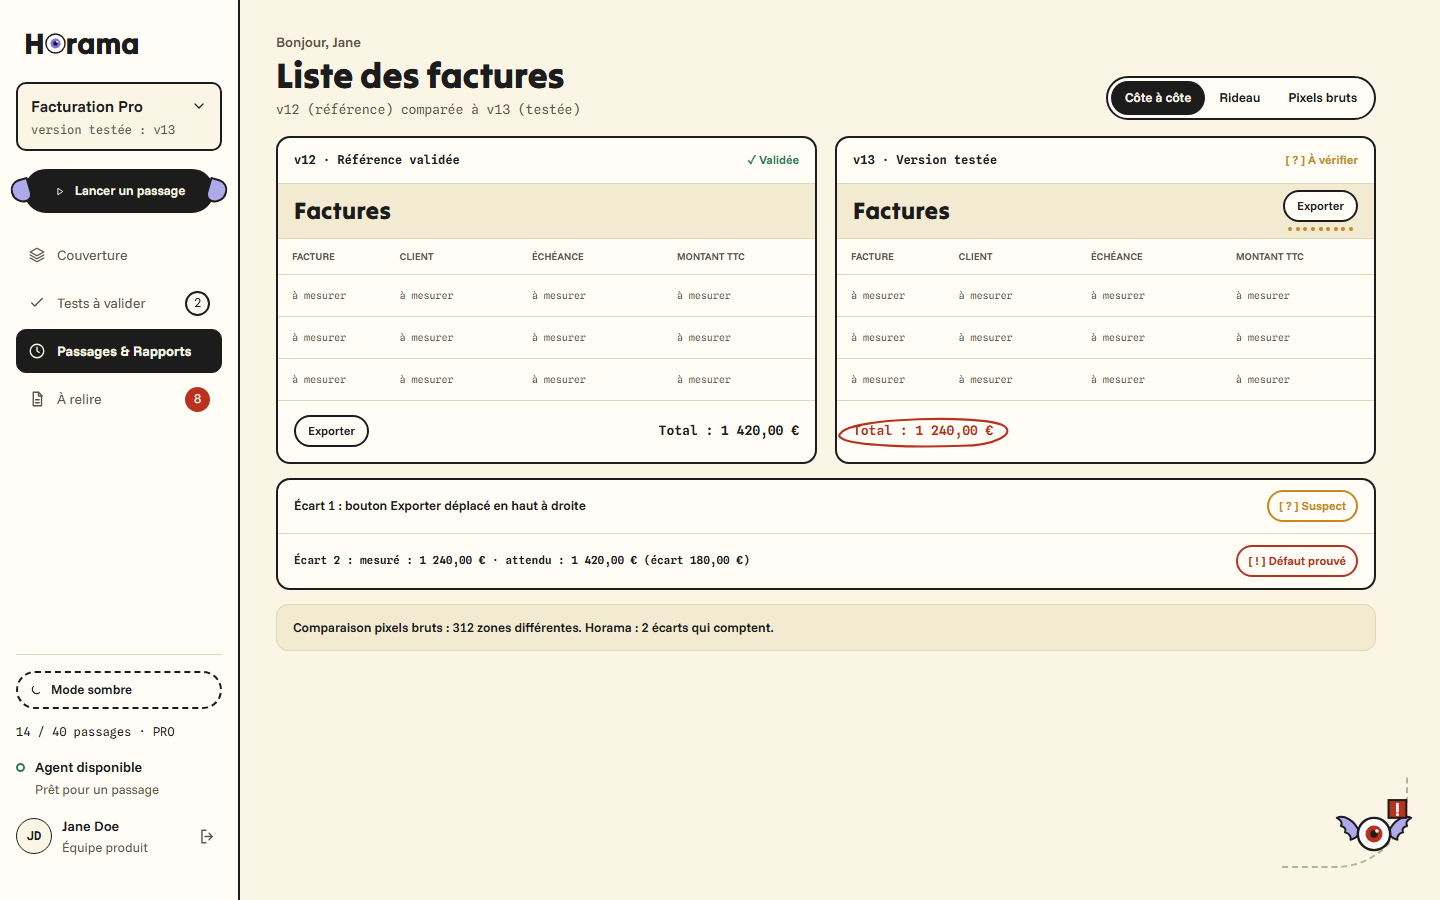 Horama
Facturation Pro
version testée : v13
Lancer un passage
Couverture
Tests à valider 2
Passages & Rapports
À relire 8
Mode sombre
14 / 40 passages · PRO
Agent disponible
Prêt pour un passage
JD
Jane Doe
Équipe produit
Bonjour, Jane
Liste des factures
v12 (référence) comparée à v13 (testée)
Côte à côte Rideau Pixels bruts
v12 · Référence validée ✓ Validée
Factures
FACTURE CLIENT ÉCHÉANCE MONTANT TTC
à mesurer à mesurer à mesurer à mesurer
à mesurer à mesurer à mesurer à mesurer
à mesurer à mesurer à mesurer à mesurer
Exporter Total : 1 420,00 €
v13 · Version testée [ ? ] À vérifier
Factures Exporter
FACTURE CLIENT ÉCHÉANCE MONTANT TTC
à mesurer à mesurer à mesurer à mesurer
à mesurer à mesurer à mesurer à mesurer
à mesurer à mesurer à mesurer à mesurer
Total : 1 240,00 €
Écart 1 : bouton Exporter déplacé en haut à droite [ ? ] Suspect
Écart 2 : mesuré : 1 240,00 € · attendu : 1 420,00 € (écart 180,00 €) [ ! ] Défaut prouvé
Comparaison pixels bruts : 312 zones différentes. Horama : 2 écarts qui comptent.
!